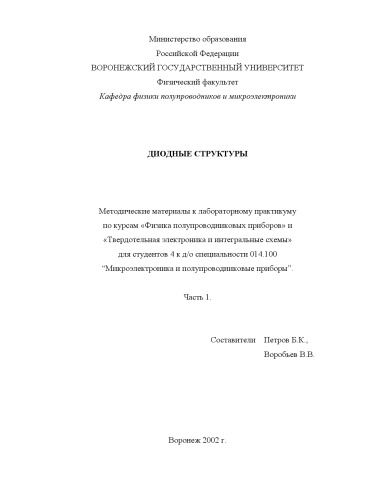 Министерство образования
Российской Федерации
ВОРОНЕЖСКИЙ ГОСУДАРСТВЕННЫЙ УНИВЕРСИТЕТ
Физический факультет
Кафедра физики полупроводников и микроэлектроники
ДИОДНЫЕ СТРУКТУРЫ
Методические материалы к лабораторному практикуму
по курсам «Физика полупроводниковых приборов» и
«Твердотельная электроника и интегральные схемы»
для студентов 4 к д/о специальности 014.100
“Микроэлектроника и полупроводниковые приборы”.
Часть 1.
Составители Петров Б.К.,
Воробьев В.В.
Воронеж 2002 г.